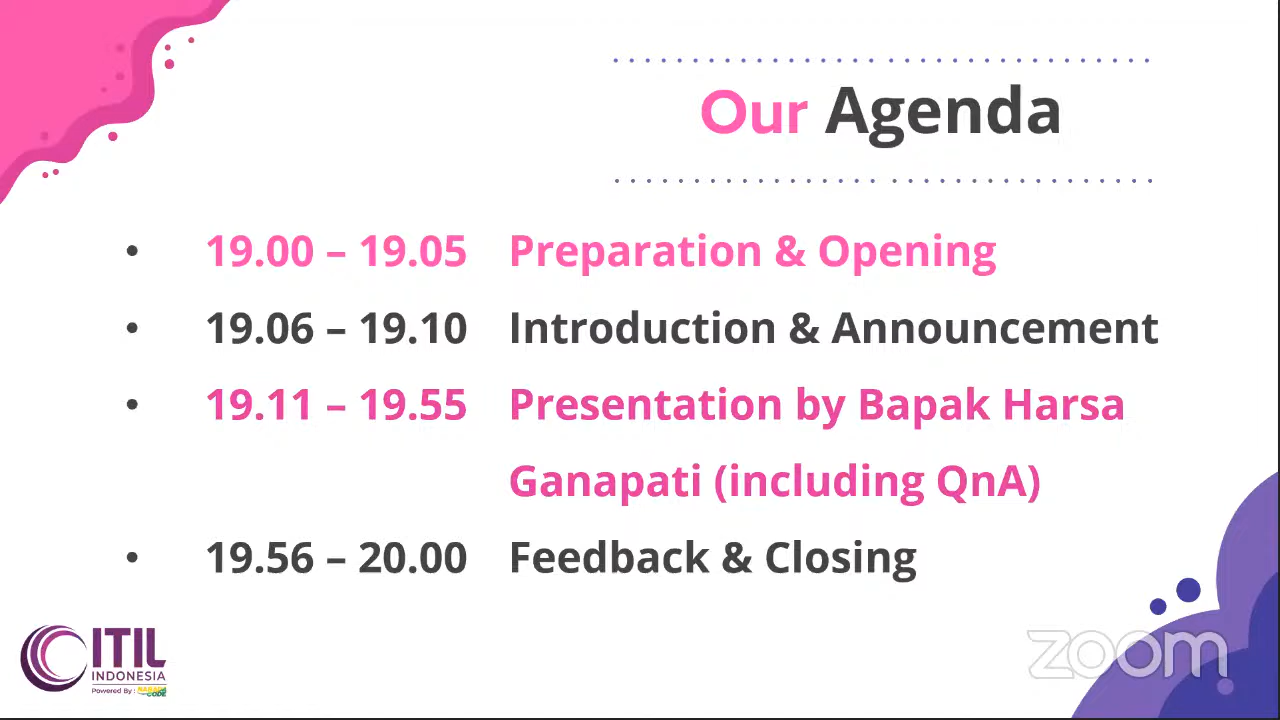 Our Agenda
• 19.00 – 19.05 Preparation & Opening
• 19.06 – 19.10 Introduction & Announcement
• 19.11 – 19.55 Presentation by Bapak Harsa
Ganapati (including QnA)
• 19.56 – 20.00 Feedback & Closing
ITIL
INDONESIA
Powered By :
CODE
zoom